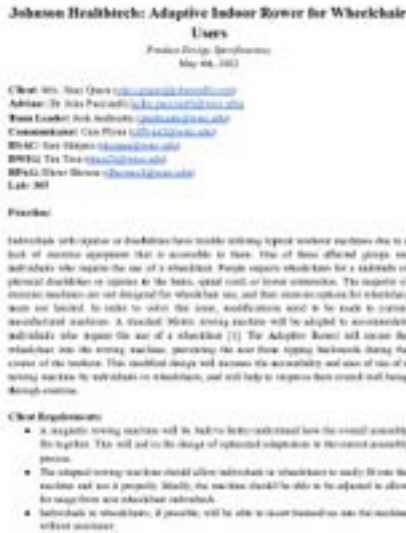 Johnson Healthtech: Adaptive Indoor Rower for Wheelchair
Users
Product Design Specifications
May 4th, 2022
Client: Mrs. Staci Quam
Advisor: Dr. John Puccinelli
Team Leader: Josh Andreatta
Communicator:
BSAC:
BWIG: Tim Tran
BPAG:
Lab:
Function:
Individuals with injuries or disabilities have trouble utilizing typical workout machines due to a
lack of exercise equipment that is accessible to them. One of these affected groups are
individuals who require the use of a wheelchair. People require wheelchairs for a multitude of
physical disabilities or injuries to the brain, spinal cord, or lower extremities. The majority of
exercise machines are not designed for wheelchair use, and thus exercise options for wheelchair
users are limited. In order to solve this issue, modifications need to be made to current
manufactured machines. A standard Matrix rowing machine will be adapted to accommodate
individuals who require the use of a wheelchair [1]. The Adaptive Rower will secure the
wheelchair into the rowing machine, preventing the user from tipping backwards during the
course of the workout. This modified design will increase the accessibility and ease of use of a
rowing machine by individuals in wheelchairs, and will help to improve their overall well being
through exercise.
Client Requirements:
● A magnetic rowing machine will be built to better understand how the overall assembly
fits together. This will aid in the design of optimized adaptations to the current assembly
process.
● The adapted rowing machine should allow individuals in wheelchairs to easily fit into the
machine and use it properly. Ideally, the machine should be able to be adjusted to allow
for usage from non wheelchair individuals.
● Individuals in wheelchairs, if possible, will be able to insert themselves into the machine
without assistance.